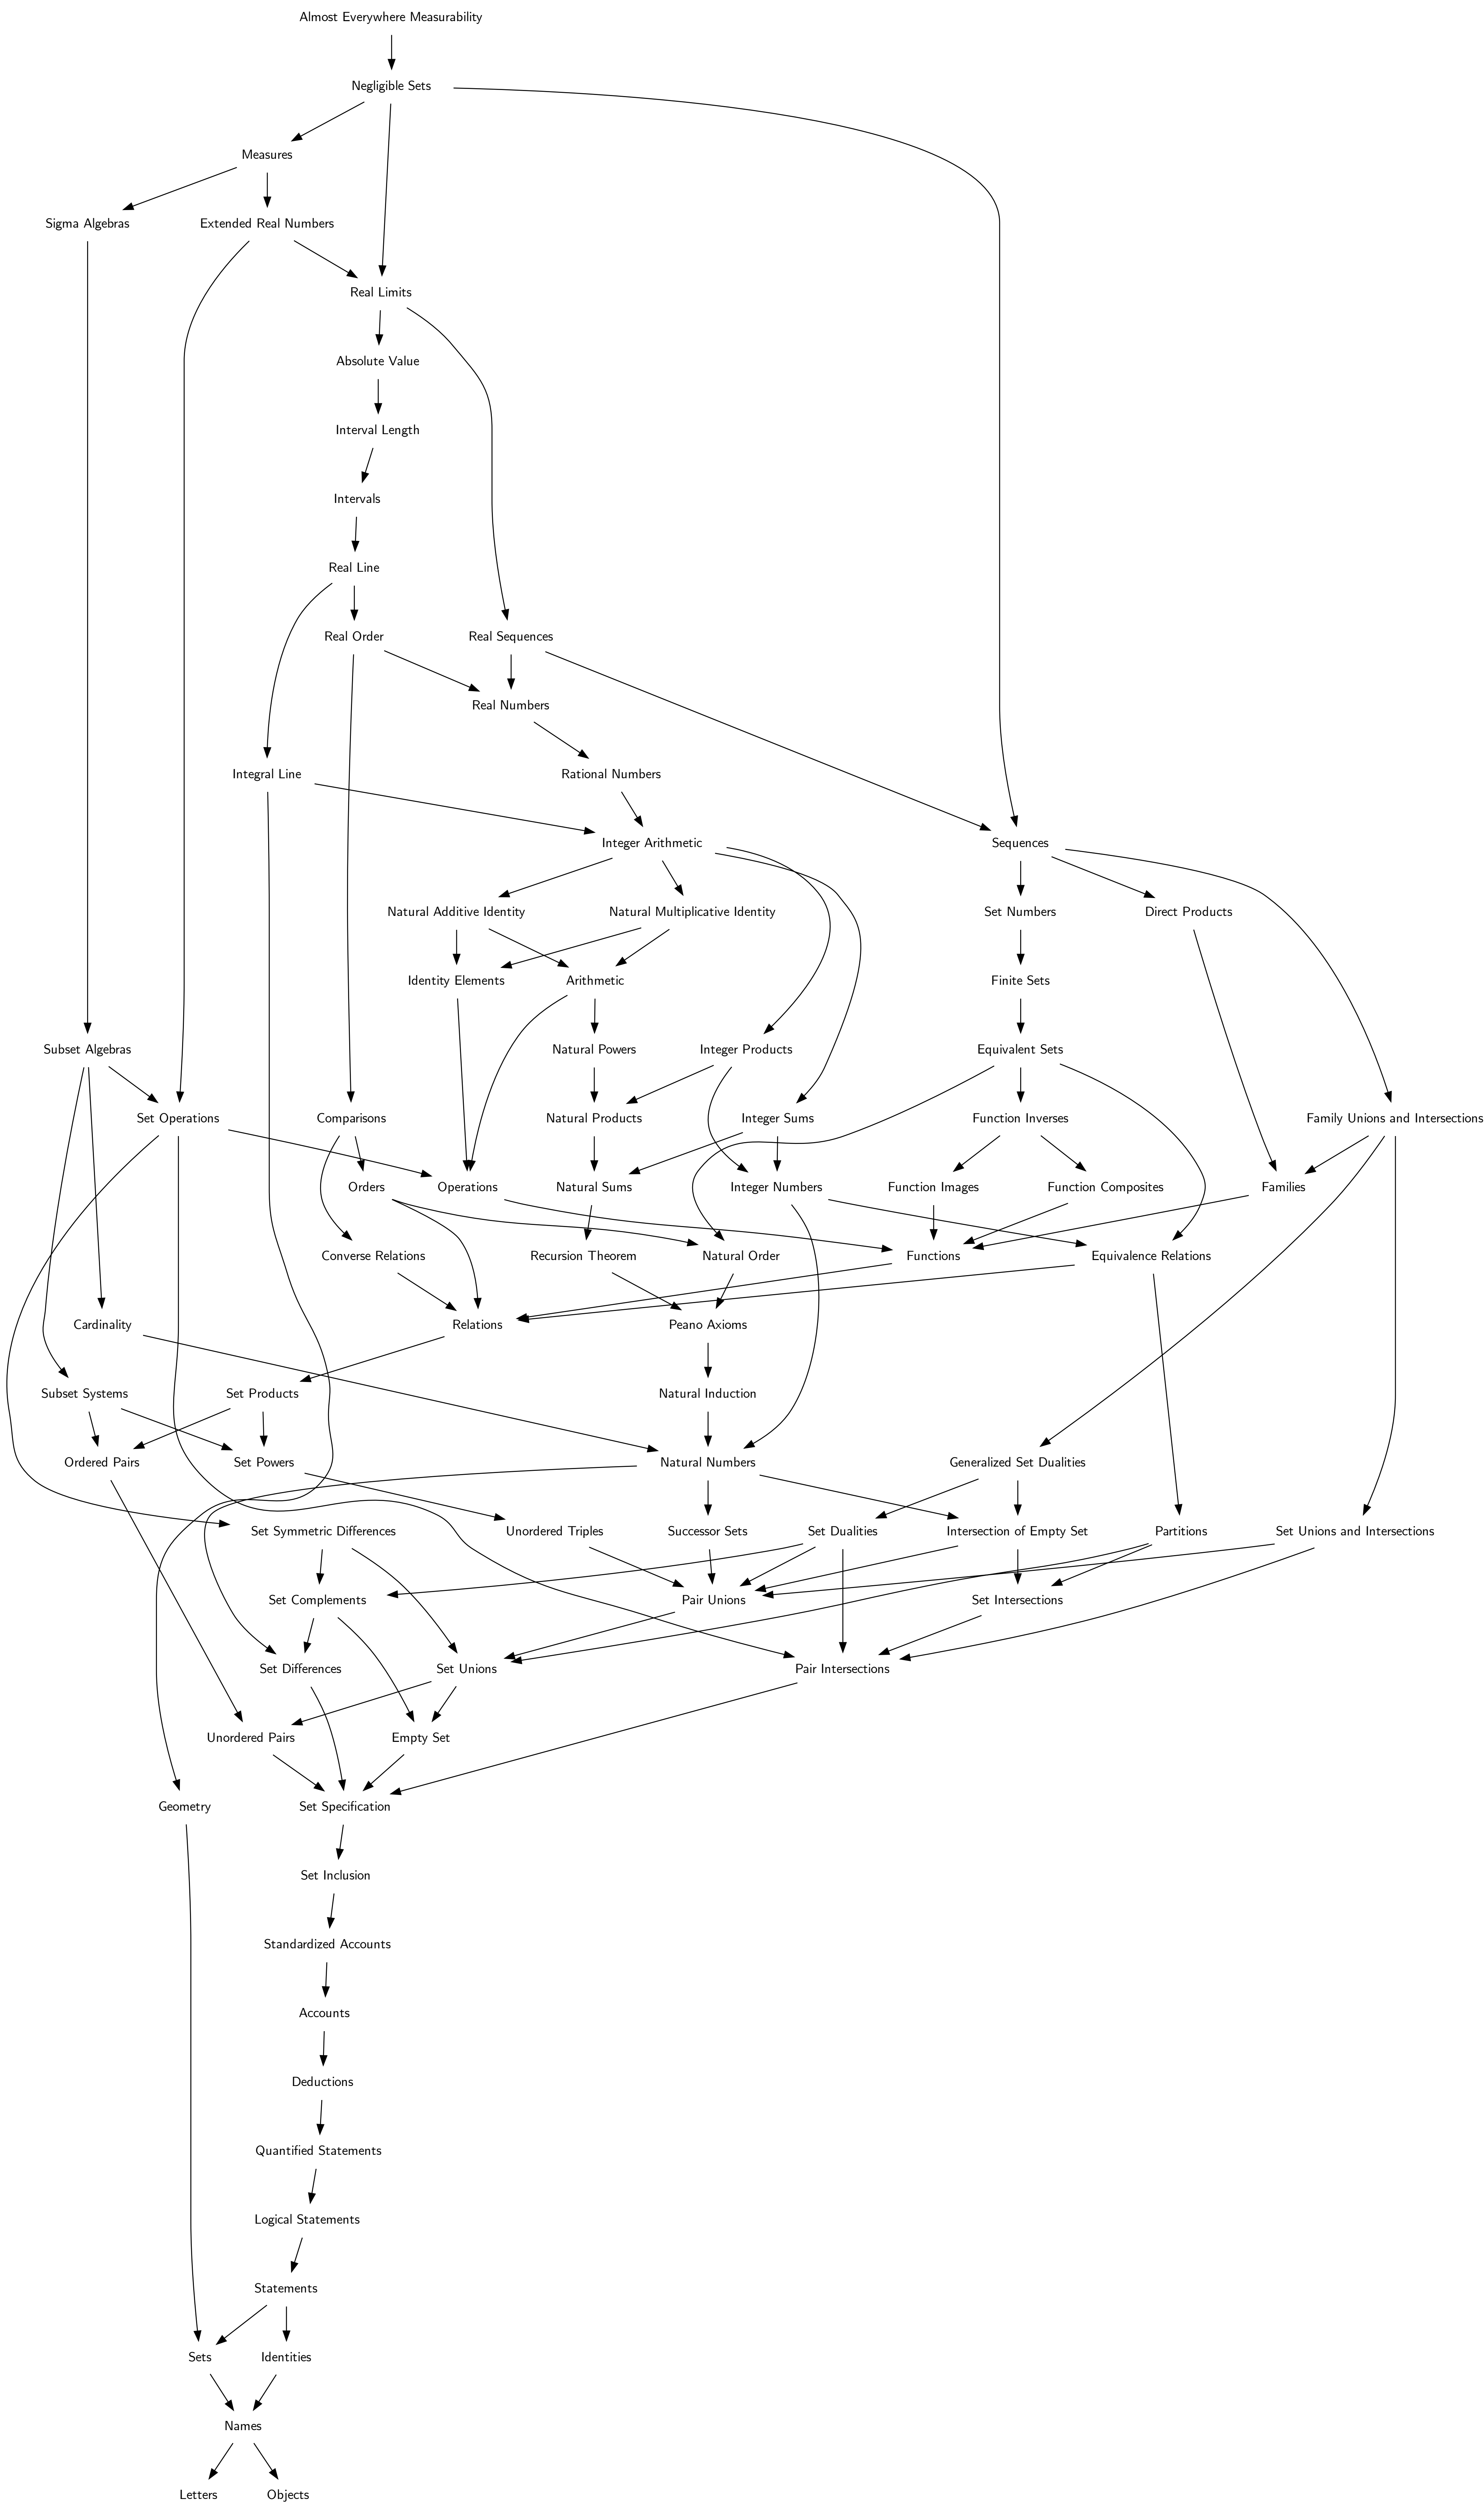 Almost Everywhere Measurability
Negligible Sets
Measures
Sigma Algebras
Extended Real Numbers
Real Limits
Absolute Value
Interval Length
Intervals
Real Line
Real Order
Real Sequences
Real Numbers
Integral Line
Rational Numbers
Integer Arithmetic
Sequences
Natural Additive Identity
Natural Multiplicative Identity
Set Numbers
Direct Products
Identity Elements
Arithmetic
Finite Sets
Subset Algebras
Natural Powers
Integer Products
Equivalent Sets
Set Operations
Comparisons
Natural Products
Integer Sums
Function Inverses
Family Unions and Intersections
Orders
Operations
Natural Sums
Integer Numbers
Function Images
Function Composites
Families
Converse Relations
Recursion Theorem
Natural Order
Functions
Equivalence Relations
Cardinality
Relations
Peano Axioms
Subset Systems
Set Products
Natural Induction
Ordered Pairs
Set Powers
Natural Numbers
Generalized Set Dualities
Set Symmetric Differences
Unordered Triples
Successor Sets
Set Dualities
Intersection of Empty Set
Partitions
Set Unions and Intersections
Set Complements
Pair Unions
Set Intersections
Set Differences
Set Unions
Pair Intersections
Unordered Pairs
Empty Set
Geometry
Set Specification
Set Inclusion
Standardized Accounts
Accounts
Deductions
Quantified Statements
Logical Statements
Statements
Sets
Identities
Names
Letters
Objects